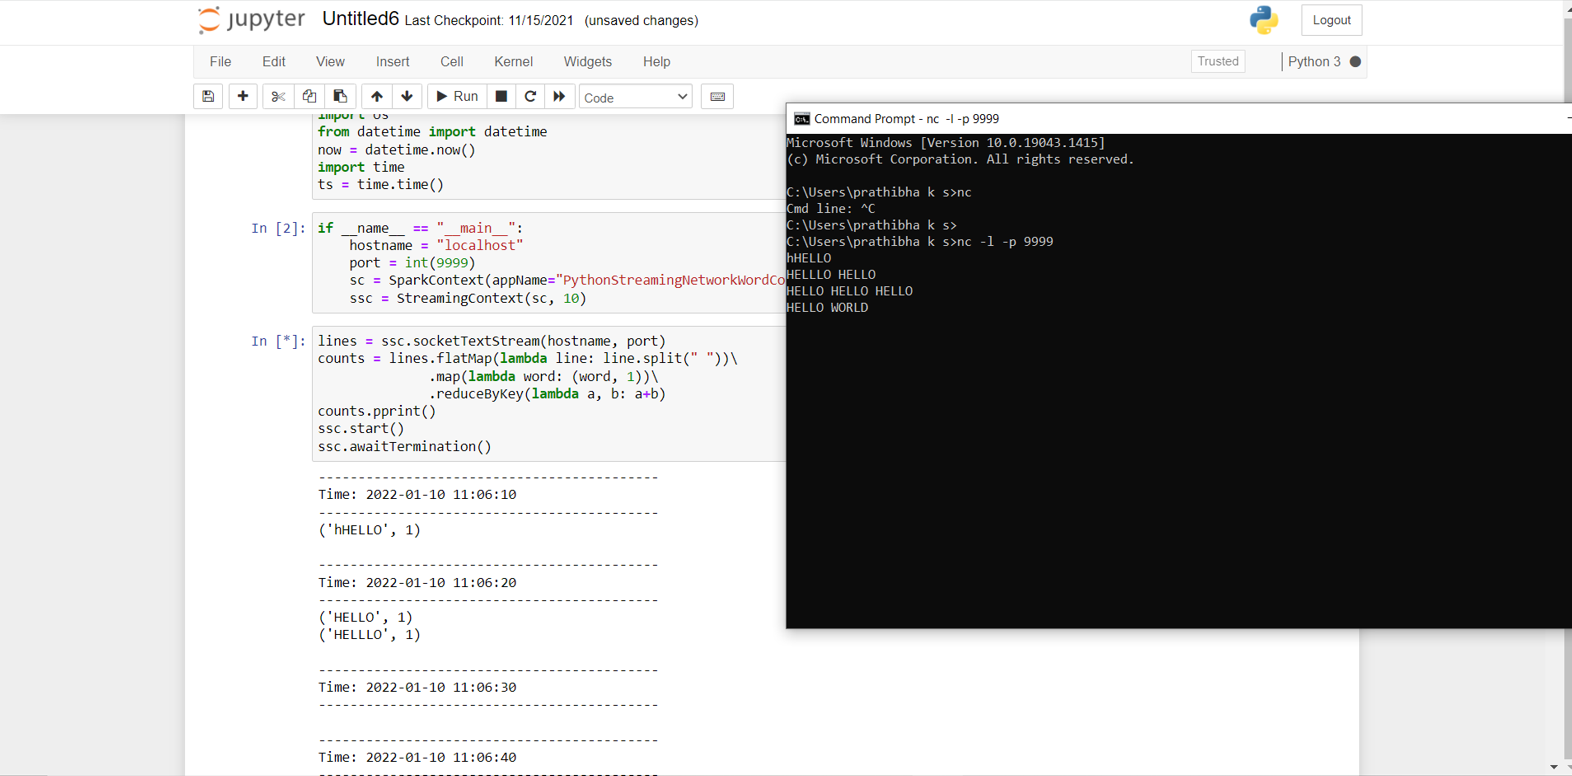 jupyter Untitled6 Last Checkpoint: 11/15/2021 (unsaved changes)
Logout
File Edit View Insert Cell Kernel Widgets Help
Trusted
Python 3
Run
Code
import os
from datetime import datetime
now = datetime.now()
import time
ts = time.time()
In [2]:
if __name__ == "__main__":
    hostname = "localhost"
    port = int(9999)
    sc = SparkContext(appName="PythonStreamingNetworkWordCo
    ssc = StreamingContext(sc, 10)
In [*]:
lines = ssc.socketTextStream(hostname, port)
counts = lines.flatMap(lambda line: line.split(" "))\
              .map(lambda word: (word, 1))\
              .reduceByKey(lambda a, b: a+b)
counts.pprint()
ssc.start()
ssc.awaitTermination()
-------------------------------------------
Time: 2022-01-10 11:06:10
-------------------------------------------
('hHELLO', 1)
-------------------------------------------
Time: 2022-01-10 11:06:20
-------------------------------------------
('HELLO', 1)
('HELLLO', 1)
-------------------------------------------
Time: 2022-01-10 11:06:30
-------------------------------------------
-------------------------------------------
Time: 2022-01-10 11:06:40
-------------------------------------------
Command Prompt - nc -l -p 9999
Microsoft Windows [Version 10.0.19043.1415]
(c) Microsoft Corporation. All rights reserved.
C:\Users\prathibha k s>nc
Cmd line: ^C
C:\Users\prathibha k s>
C:\Users\prathibha k s>nc -l -p 9999
hHELLO
HELLLO HELLO
HELLO HELLO HELLO
HELLO WORLD